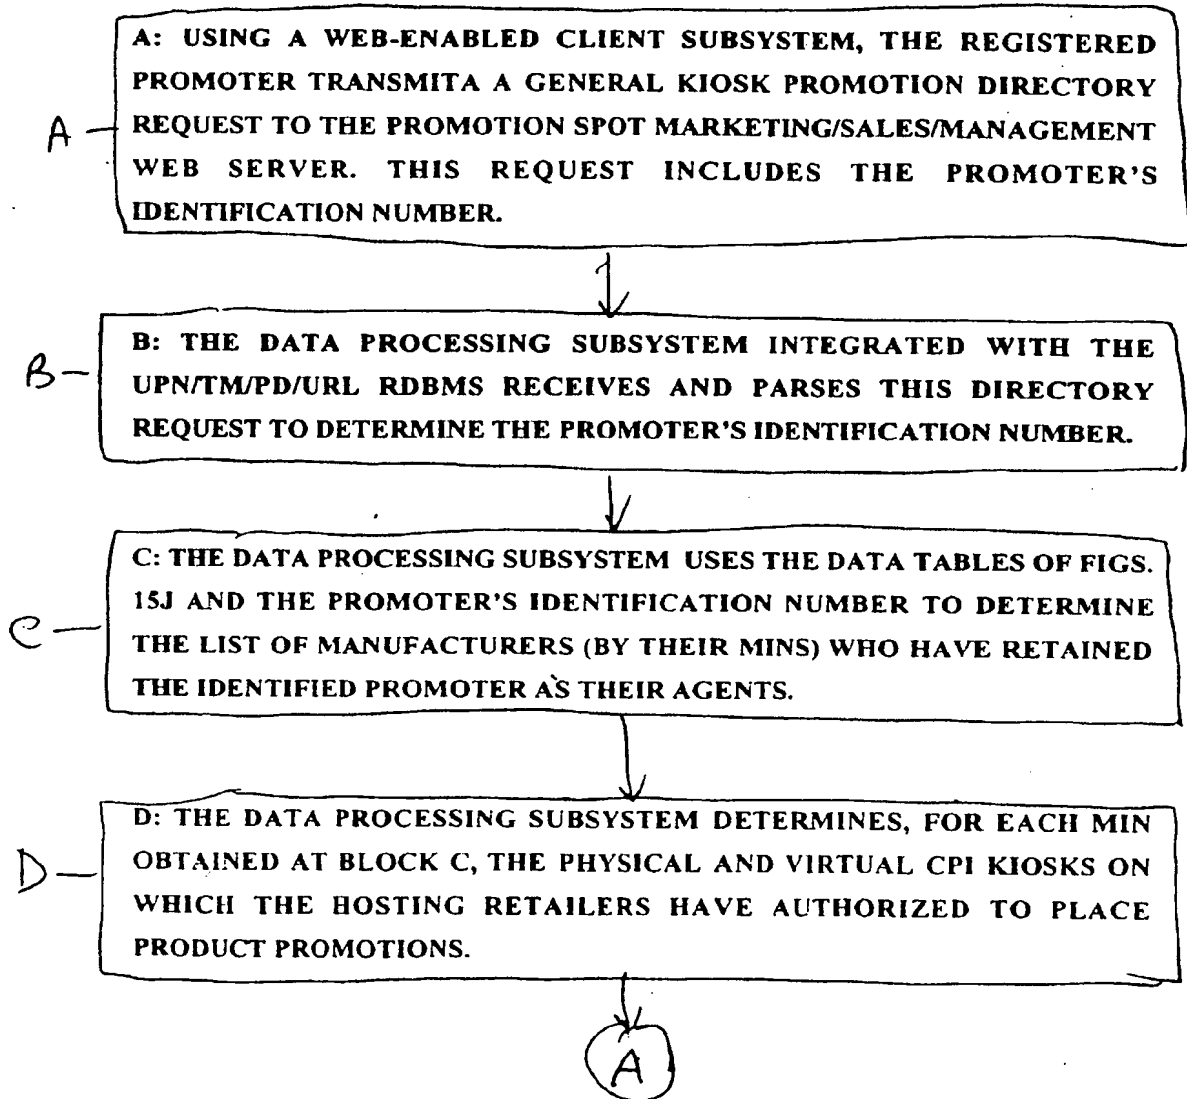 A: USING A WEB-ENABLED CLIENT SUBSYSTEM, THE REGISTERED
PROMOTER TRANSMITA A GENERAL KIOSK PROMOTION DIRECTORY
A REQUEST TO THE PROMOTION SPOT MARKETING/SALES/MANAGEMENT
WEB SERVER. THIS REQUEST INCLUDES THE PROMOTER'S
IDENTIFICATION NUMBER.
B: THE DATA PROCESSING SUBSYSTEM INTEGRATED WITH THE
B UPN/TM/PD/URL RDBMS RECEIVES AND PARSES THIS DIRECTORY
REQUEST TO DETERMINE THE PROMOTER'S IDENTIFICATION NUMBER.
C: THE DATA PROCESSING SUBSYSTEM USES THE DATA TABLES OF FIGS.
15J AND THE PROMOTER'S IDENTIFICATION NUMBER TO DETERMINE
C THE LIST OF MANUFACTURERS (BY THEIR MINS) WHO HAVE RETAINED
THE IDENTIFIED PROMOTER AS THEIR AGENTS.
D: THE DATA PROCESSING SUBSYSTEM DETERMINES, FOR EACH MIN
D OBTAINED AT BLOCK C, THE PHYSICAL AND VIRTUAL CPI KIOSKS ON
WHICH THE HOSTING RETAILERS HAVE AUTHORIZED TO PLACE
PRODUCT PROMOTIONS.
A